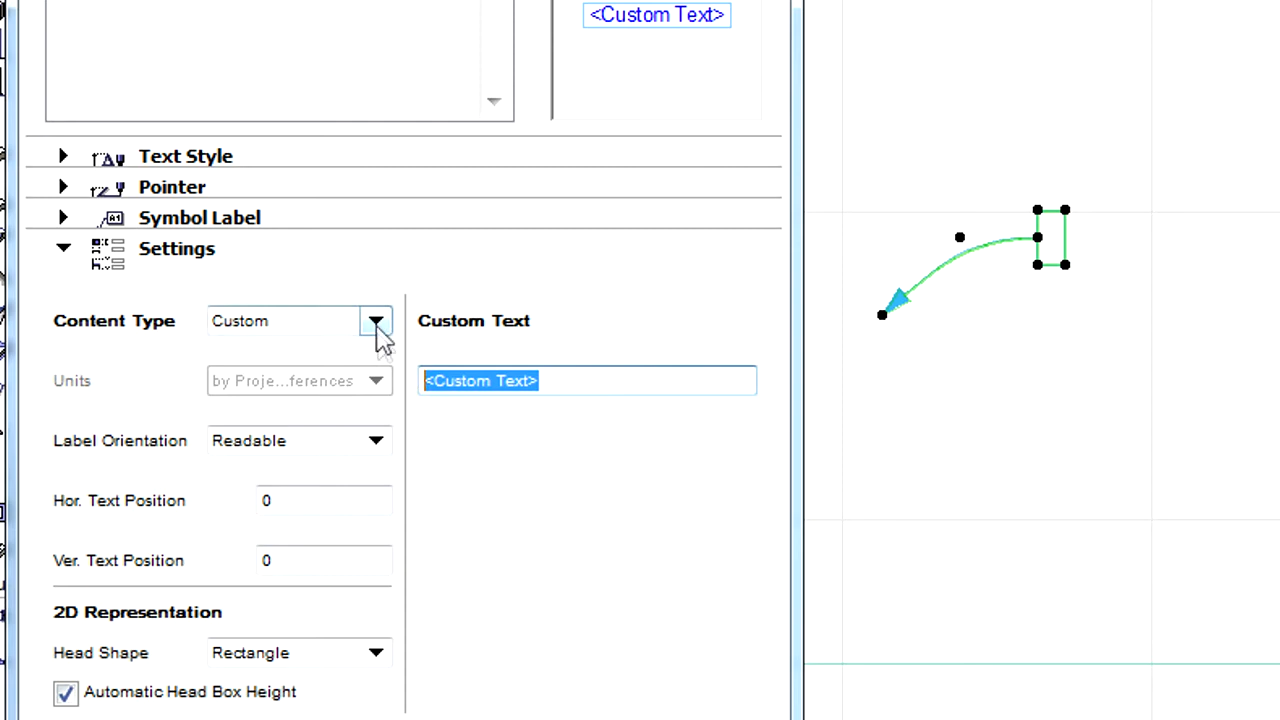 <Custom Text>
Text Style
Pointer
Symbol Label
Settings
Content Type Custom
Custom Text
Units by Proje...ferences
<Custom Text>
Label Orientation Readable
Hor. Text Position 0
Ver. Text Position 0
2D Representation
Head Shape Rectangle
Automatic Head Box Height